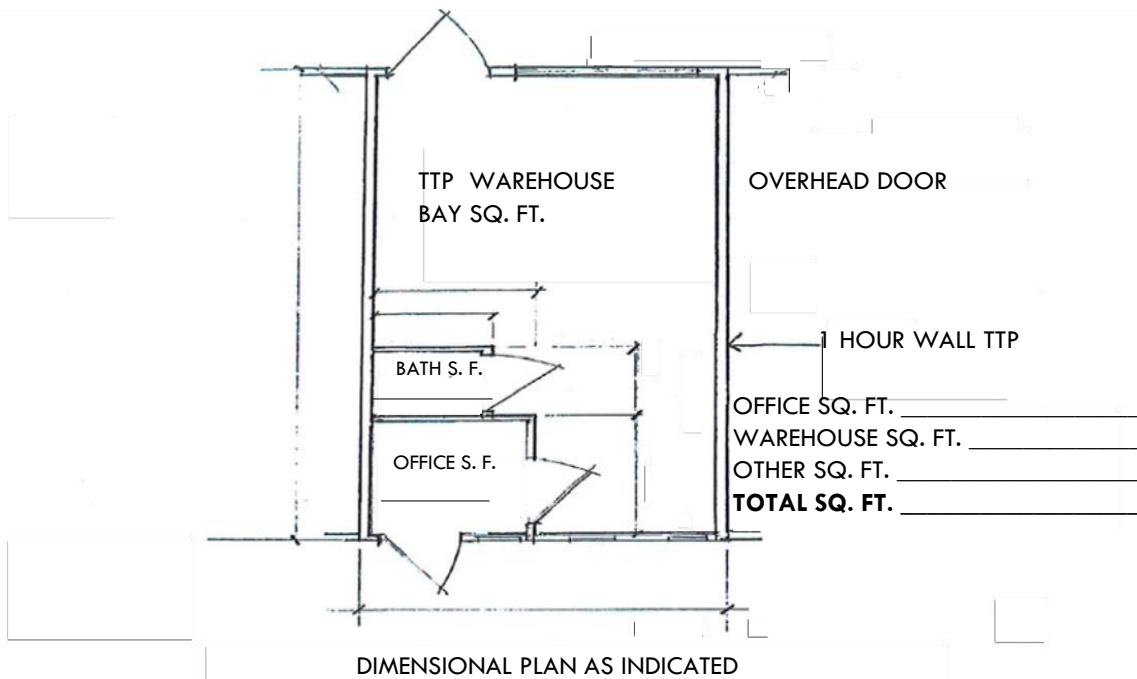 TTP WAREHOUSE
BAY SQ. FT.
OVERHEAD DOOR
1 HOUR WALL TTP
BATH S. F.
OFFICE S. F.
OFFICE SQ. FT.
WAREHOUSE SQ. FT.
OTHER SQ. FT.
TOTAL SQ. FT.
DIMENSIONAL PLAN AS INDICATED